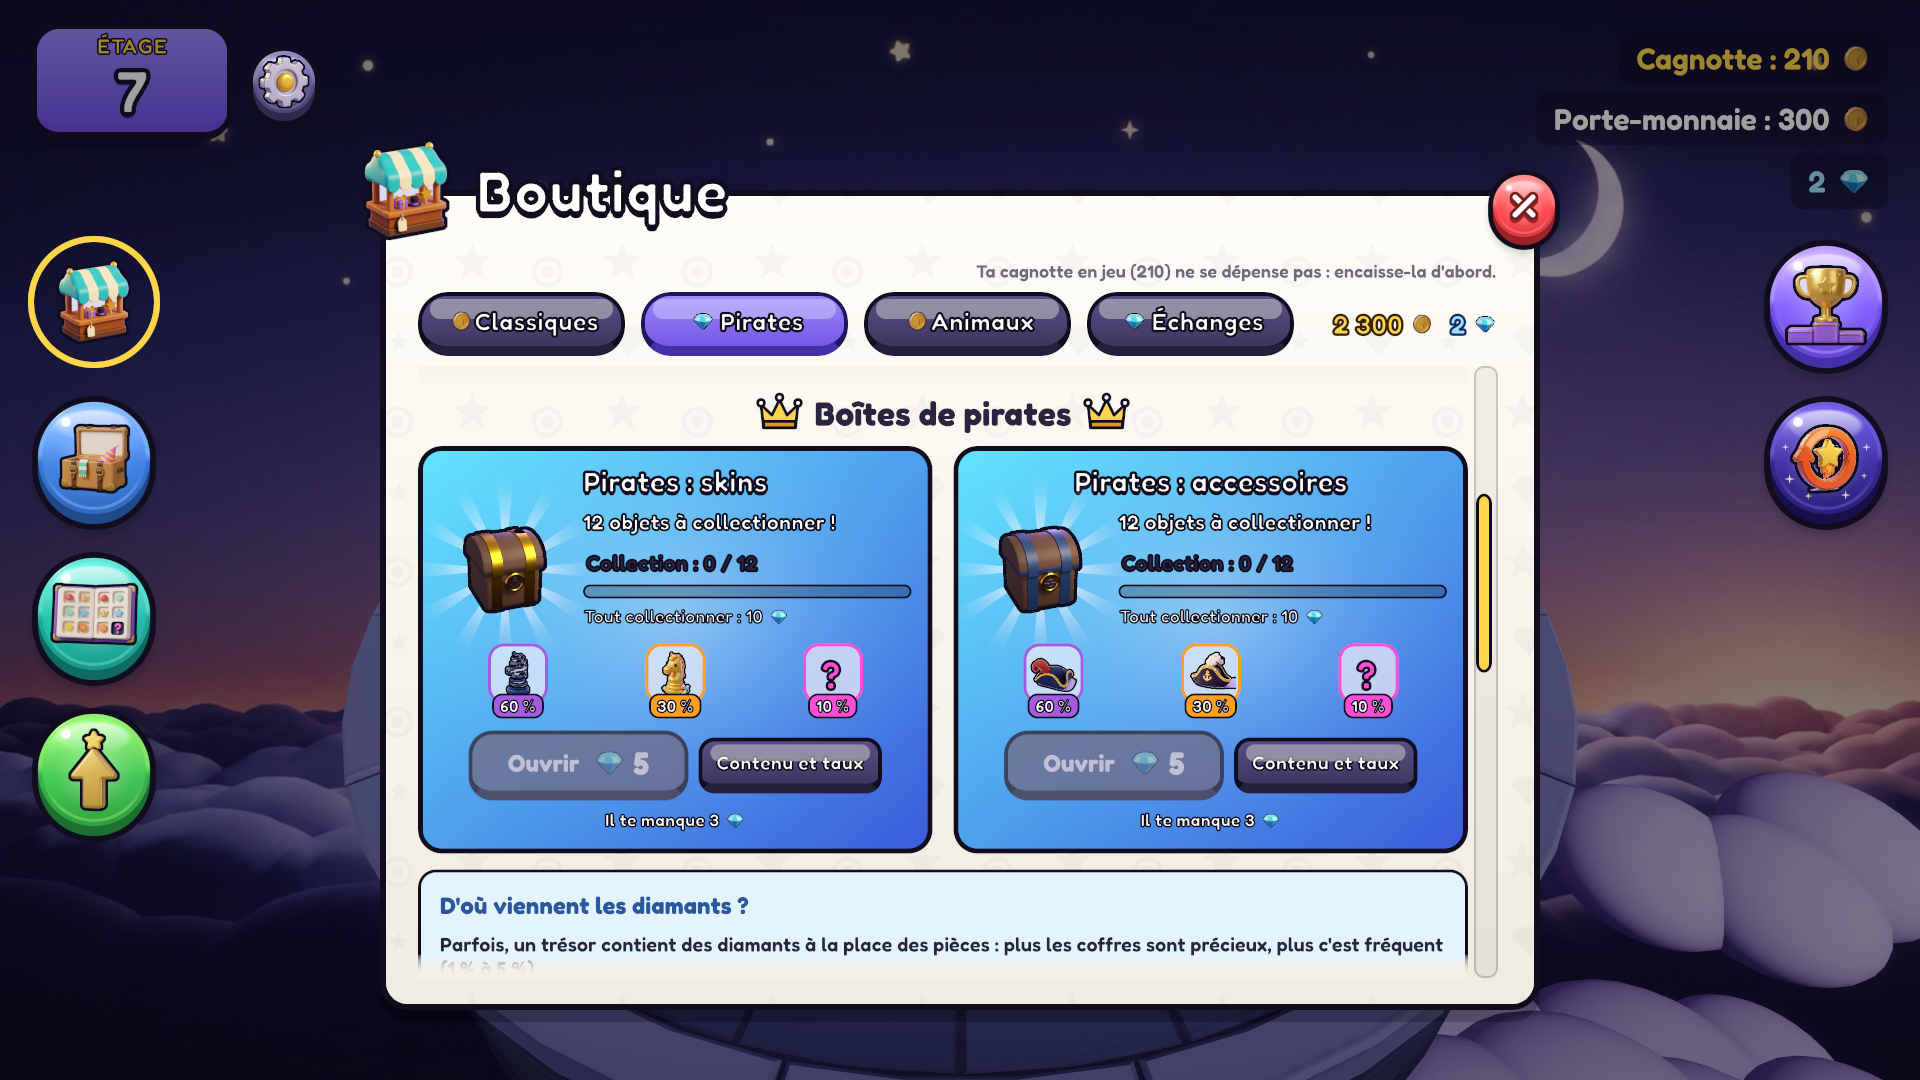 ÉTAGE
7
Cagnotte : 210
Porte-monnaie : 300
2
Boutique
Ta cagnotte en jeu (210) ne se dépense pas : encaisse-la d'abord.
Classiques
Pirates
Animaux
Échanges
2 300
2
Boîtes de pirates
Pirates : skins
12 objets à collectionner !
Collection : 0 / 12
Tout collectionner : 10
60 %
30 %
?
10 %
Ouvrir 5
Contenu et taux
Il te manque 3
Pirates : accessoires
12 objets à collectionner !
Collection : 0 / 12
Tout collectionner : 10
60 %
30 %
?
10 %
Ouvrir 5
Contenu et taux
Il te manque 3
D'où viennent les diamants ?
Parfois, un trésor contient des diamants à la place des pièces : plus les coffres sont précieux, plus c'est fréquent
(1 % à 5 %)